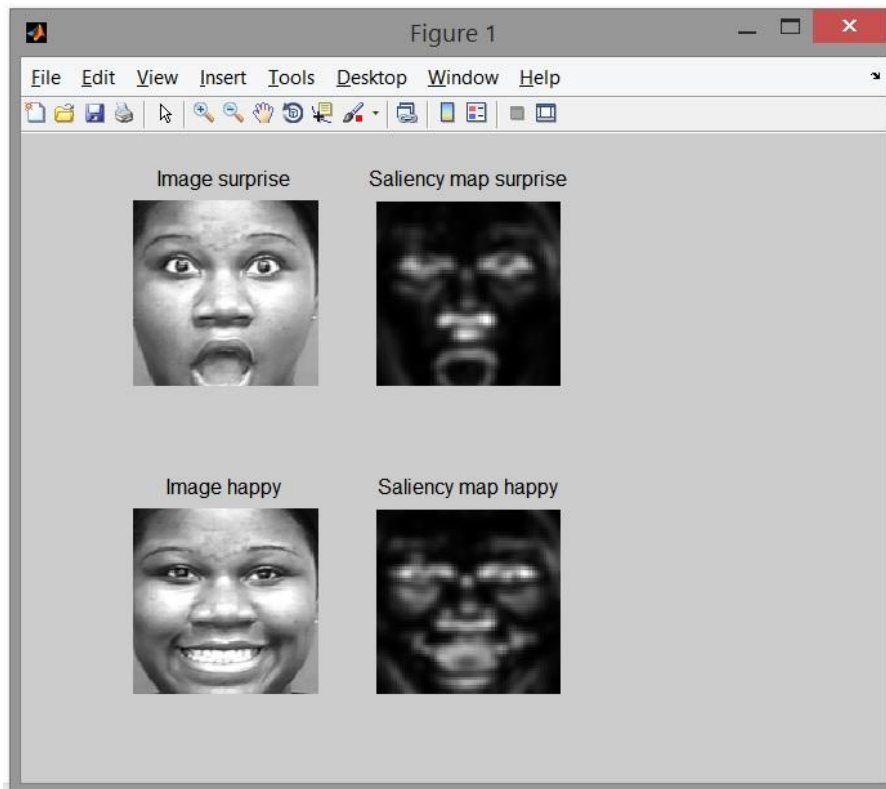 Figure 1
File Edit View Insert Tools Desktop Window Help
Image surprise Saliency map surprise
Image happy Saliency map happy